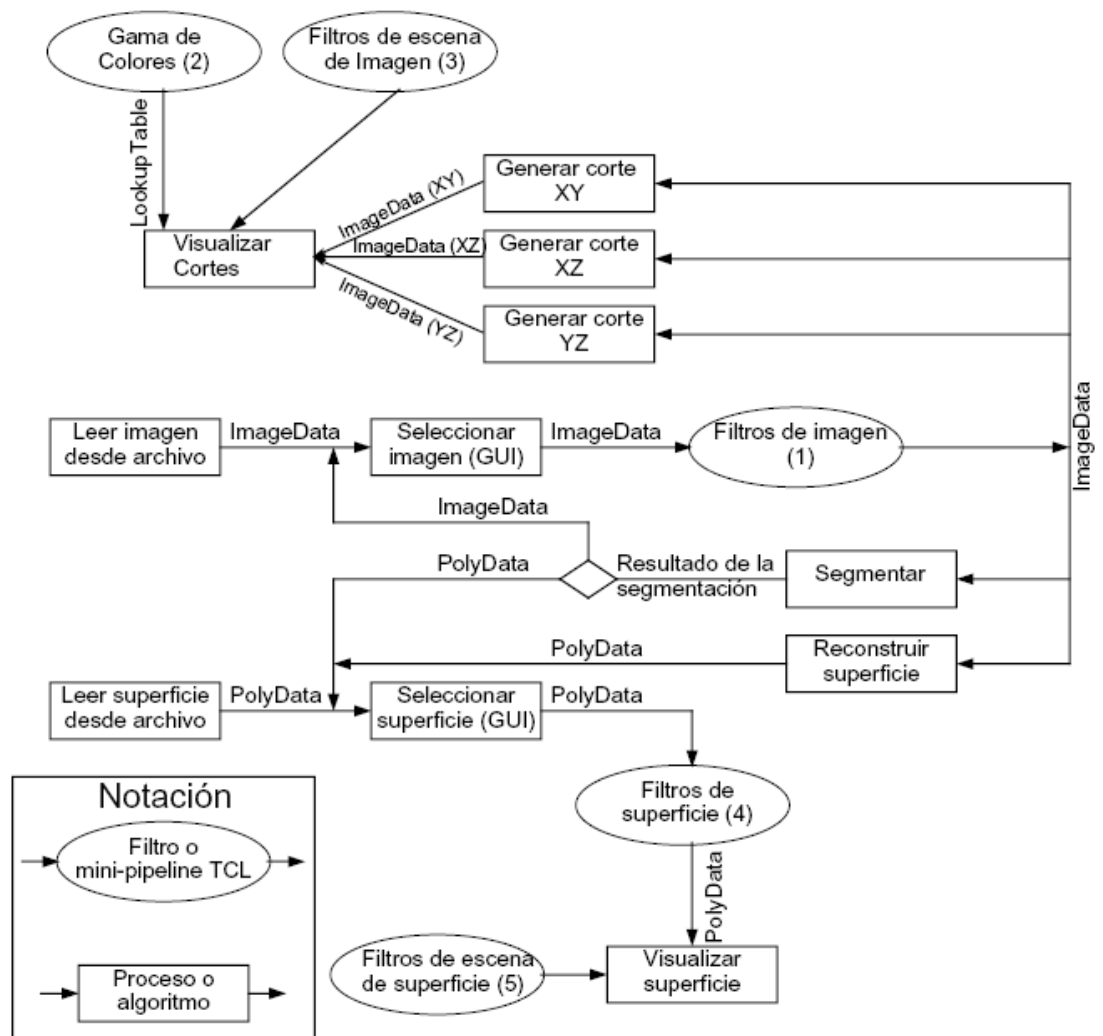 Gama de
Colores (2)
Filtros de escena
de Imagen (3)
LookupTable
Generar corte
XY
ImageData (XY)
Visualizar
Cortes
ImageData (XZ)
Generar corte
XZ
ImageData (YZ)
Generar corte
YZ
Leer imagen
desde archivo
ImageData
Seleccionar
imagen (GUI)
ImageData
Filtros de imagen
(1)
ImageData
ImageData
PolyData
Resultado de la
segmentación
Segmentar
PolyData
Reconstruir
superficie
Leer superficie
desde archivo
PolyData
Seleccionar
superficie (GUI)
PolyData
Filtros de
superficie (4)
PolyData
Filtros de escena
de superficie (5)
Visualizar
superficie
Notación
Filtro o
mini-pipeline TCL
Proceso o
algoritmo